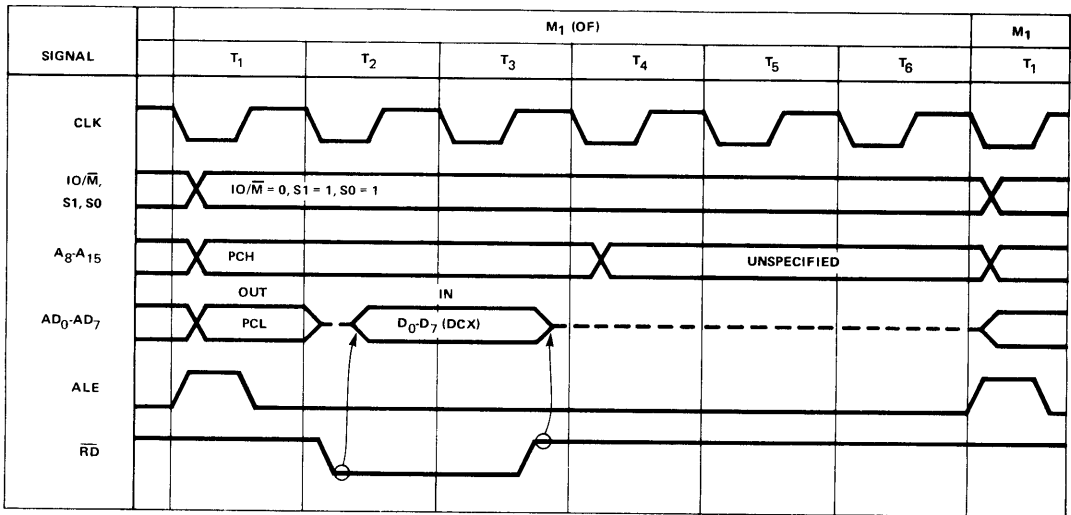 M1 (OF) M1
SIGNAL T1 T2 T3 T4 T5 T6 T1
CLK
IO/M̅,
S1, S0
IO/M̅ = 0, S1 = 1, S0 = 1
A8-A15 PCH UNSPECIFIED
OUT IN
AD0-AD7 PCL D0-D7 (DCX)
ALE
R̅D̅